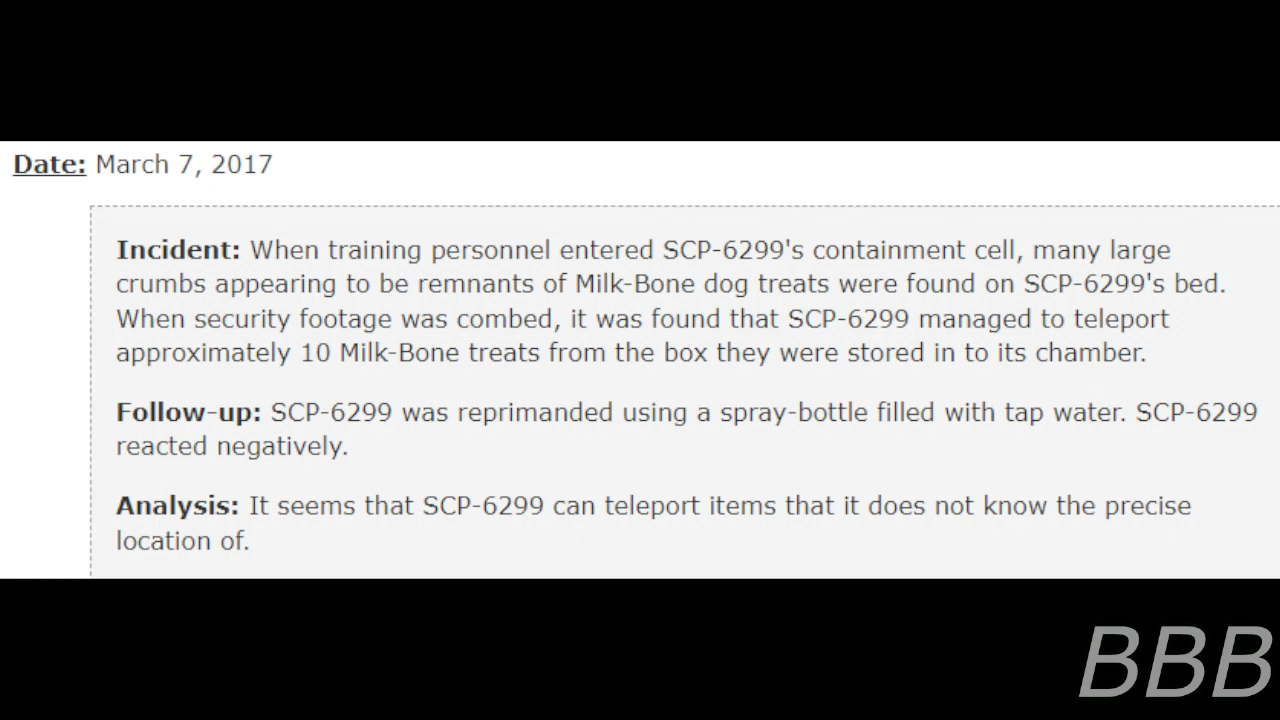 Date: March 7, 2017
Incident: When training personnel entered SCP-6299's containment cell, many large
crumbs appearing to be remnants of Milk-Bone dog treats were found on SCP-6299's bed.
When security footage was combed, it was found that SCP-6299 managed to teleport
approximately 10 Milk-Bone treats from the box they were stored in to its chamber.
Follow-up: SCP-6299 was reprimanded using a spray-bottle filled with tap water. SCP-6299
reacted negatively.
Analysis: It seems that SCP-6299 can teleport items that it does not know the precise
location of.
BBB